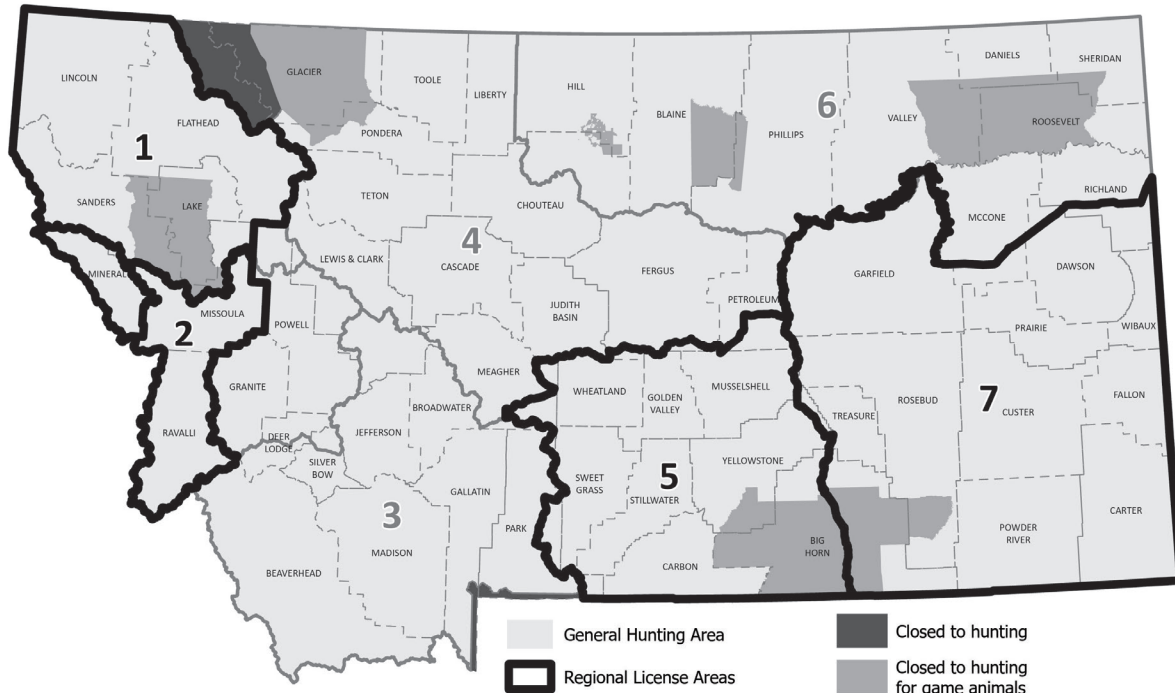 LINCOLN
FLATHEAD
GLACIER
TOOLE
LIBERTY
HILL
BLAINE
PHILLIPS
VALLEY
DANIELS
SHERIDAN
ROOSEVELT
6
1
PONDERA
SANDERS
LAKE
TETON
CHOUTEAU
RICHLAND
MCCONE
MINERAL
MISSOULA
2
LEWIS & CLARK
4
CASCADE
FERGUS
JUDITH
BASIN
PETROLEUM
GARFIELD
DAWSON
PRAIRIE
WIBAUX
POWELL
GRANITE
MEAGHER
BROADWATER
JEFFERSON
WHEATLAND
GOLDEN
VALLEY
MUSSELSHELL
TREASURE
ROSEBUD
7
CUSTER
FALLON
RAVALLI
DEER
LODGE
SILVER
BOW
3
GALLATIN
MADISON
BEAVERHEAD
PARK
SWEET
GRASS
5
STILLWATER
YELLOWSTONE
CARBON
BIG
HORN
POWDER
RIVER
CARTER
General Hunting Area
Closed to hunting
Regional License Areas
Closed to hunting
for game animals